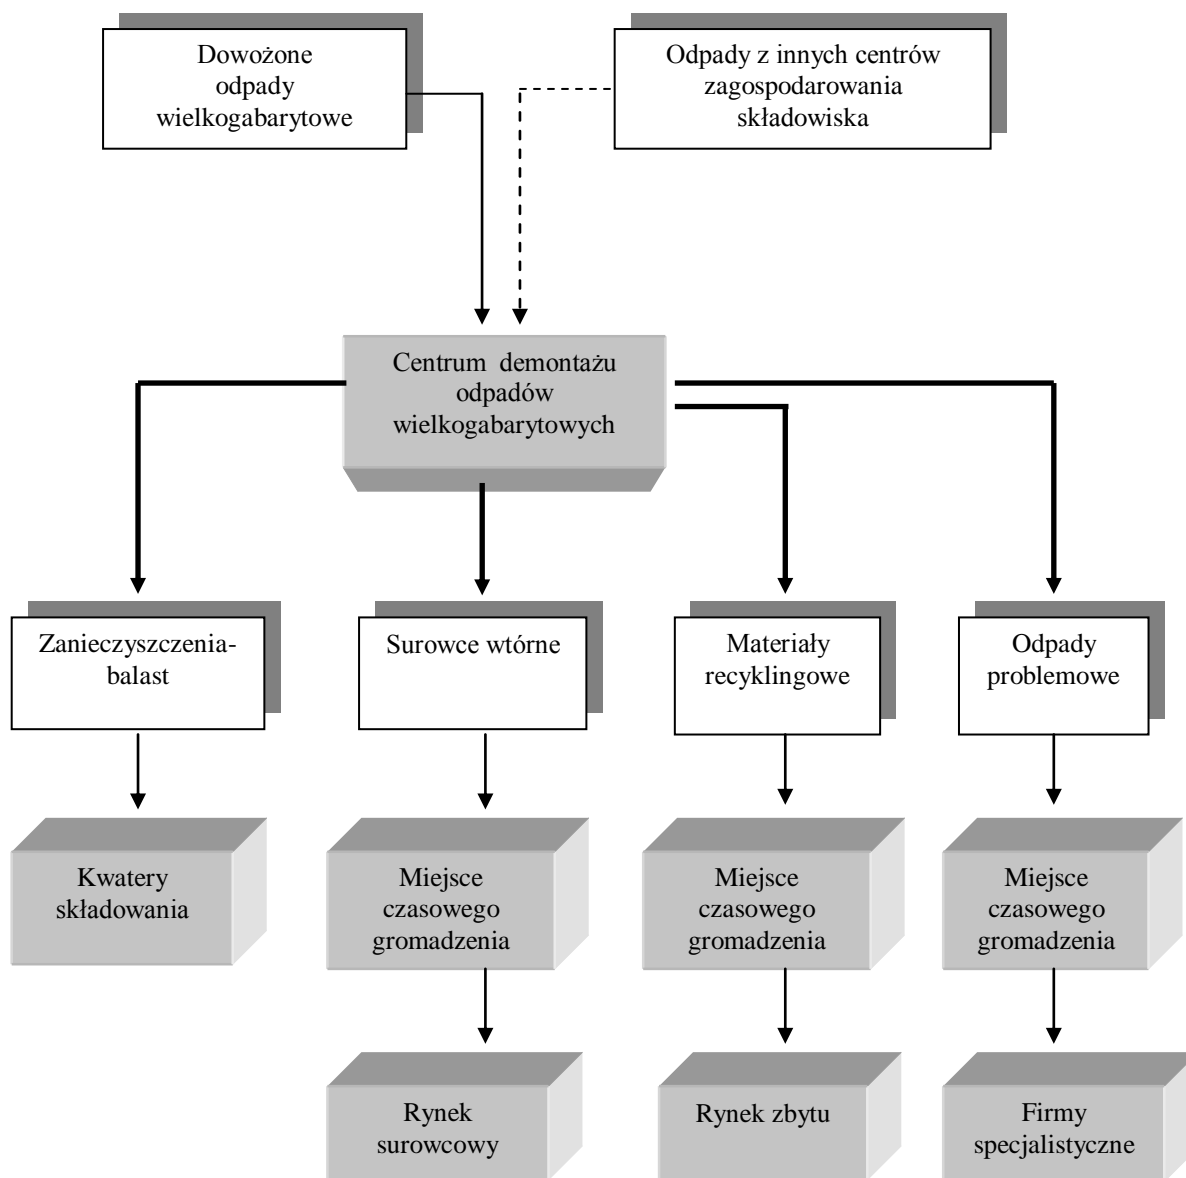 Dowożone
odpady
wielkogabarytowe
Odpady z innych centrów
zagospodarowania
składowiska
Centrum demontażu
odpadów
wielkogabarytowych
Zanieczyszczenia-
balast
Surowce wtórne
Materiały
recyklingowe
Odpady
problemowe
Kwatery
składowania
Miejsce
czasowego
gromadzenia
Miejsce
czasowego
gromadzenia
Miejsce
czasowego
gromadzenia
Rynek
surowcowy
Rynek zbytu
Firmy
specjalistyczne